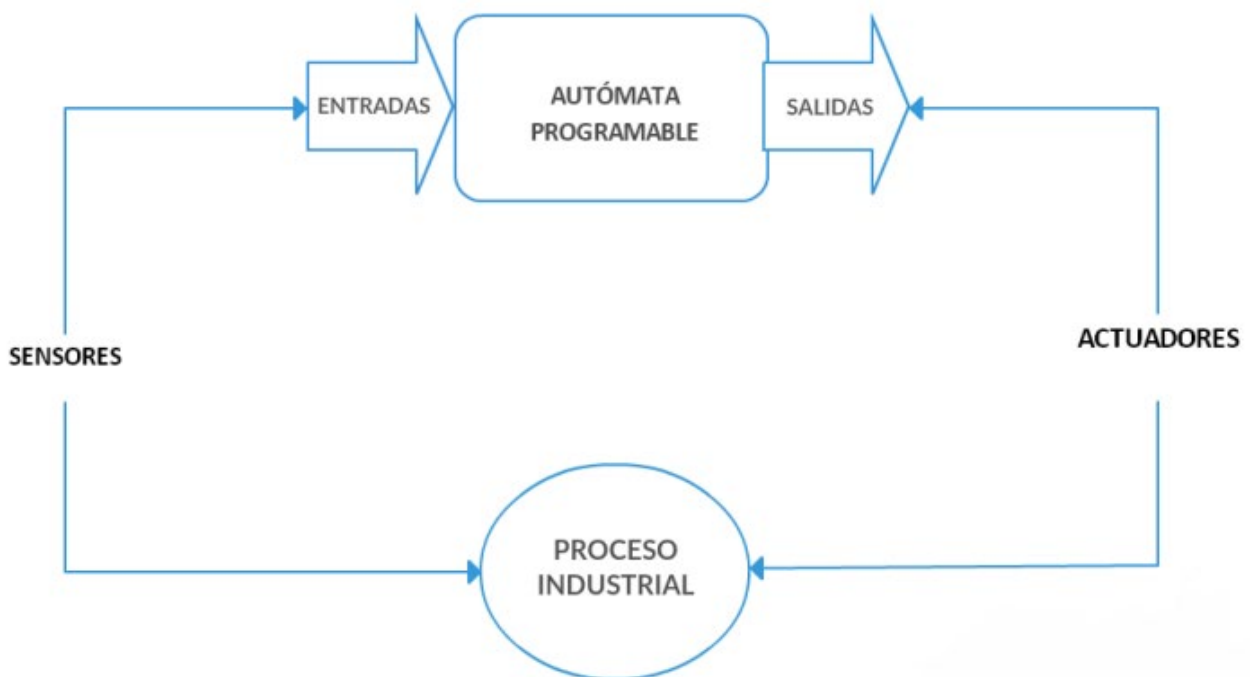 ENTRADAS
AUTÓMATA
PROGRAMABLE
SALIDAS
SENSORES
ACTUADORES
PROCESO
INDUSTRIAL